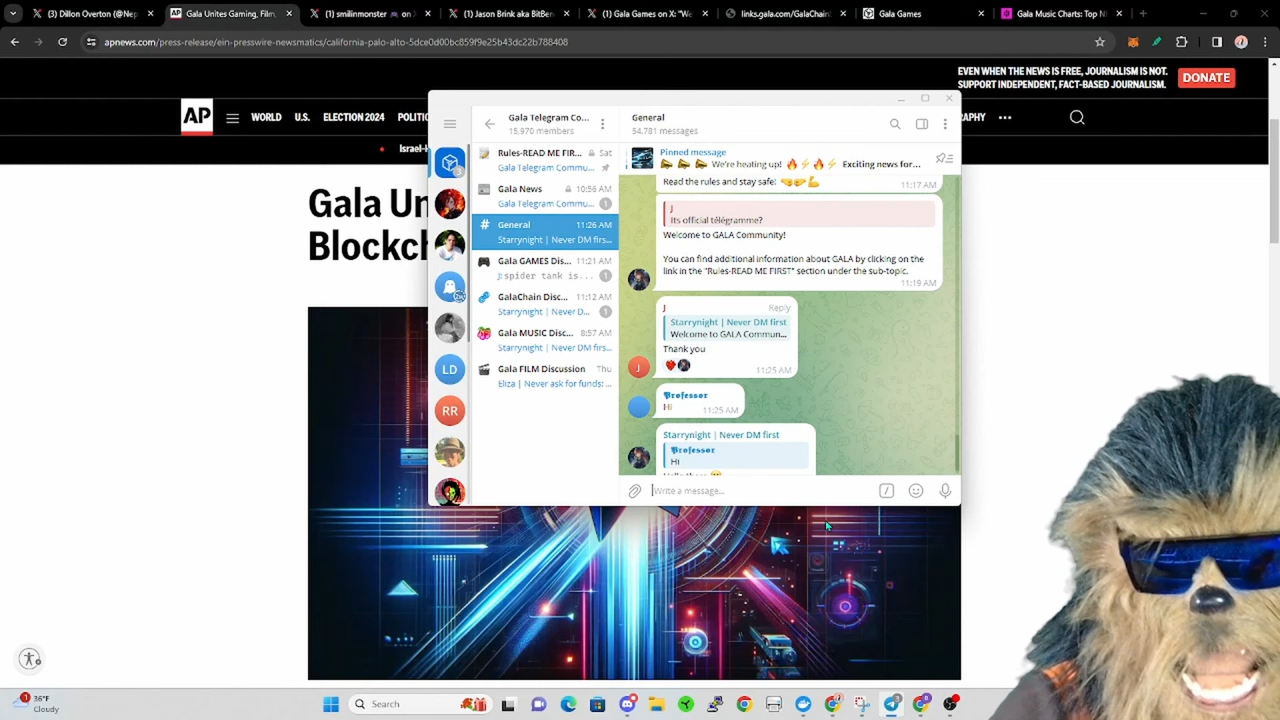 (3) Dillon Overton (@Nep
Gala Unites Gaming, Film,
smilinmonster 🎮 on X
Jason Brink aka BitBen
Gala Games on X: "We
links.gala.com/GalaChain
Gala Games
Gala Music Charts: Top N
apnews.com/press-release/ein-presswire-newsmatics/california-palo-alto-5dce0d00bc859f9e25b43dc22b788408
EVEN WHEN THE NEWS IS FREE, JOURNALISM IS NOT.
SUPPORT INDEPENDENT, FACT-BASED JOURNALISM.
DONATE
AP
WORLD
U.S.
ELECTION 2024
POLITIC
RAPHY
Israel-H
Gala Un
Blockch
Gala Telegram Co...
15,970 members
Rules-READ ME FIR...
Sat
Gala Telegram Commu...
Gala News
10:56 AM
Gala Telegram Commu...
1
# General
11:26 AM
Starrynight | Never DM firs...
Gala GAMES Dis...
11:21 AM
J: spider tank is...
1
GalaChain Disc...
11:12 AM
Starrynight | Never D...
1
Gala MUSIC Disc...
8:57 AM
Starrynight | Never DM firs...
Gala FILM Discussion
Thu
Eliza | Never ask for funds: ...
3
LD
RR
General
54,781 messages
Pinned message
📣 📣 📣 We're heating up! 🔥⚡🔥⚡ Exciting news for...
Read the rules and stay safe: 🤜🤛💪
11:17 AM
J
Its official télégramme?
Welcome to GALA Community!
You can find additional information about GALA by clicking on the
link in the "Rules-READ ME FIRST" section under the sub-topic.
11:19 AM
J
Reply
Starrynight | Never DM first
Welcome to GALA Commun...
Thank you
11:25 AM
J
Professor
Hi
11:25 AM
Starrynight | Never DM first
Professor
Hi
Write a message...
1
36°F
Cloudy
Search